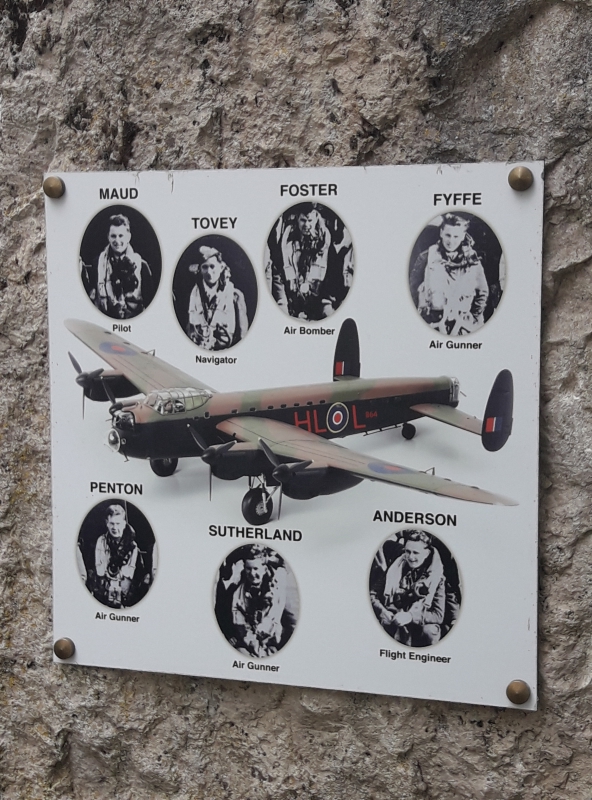 MAUD
Pilot
TOVEY
Navigator
FOSTER
Air Bomber
FYFFE
Air Gunner
HL L
PENTON
Air Gunner
SUTHERLAND
Air Gunner
ANDERSON
Flight Engineer